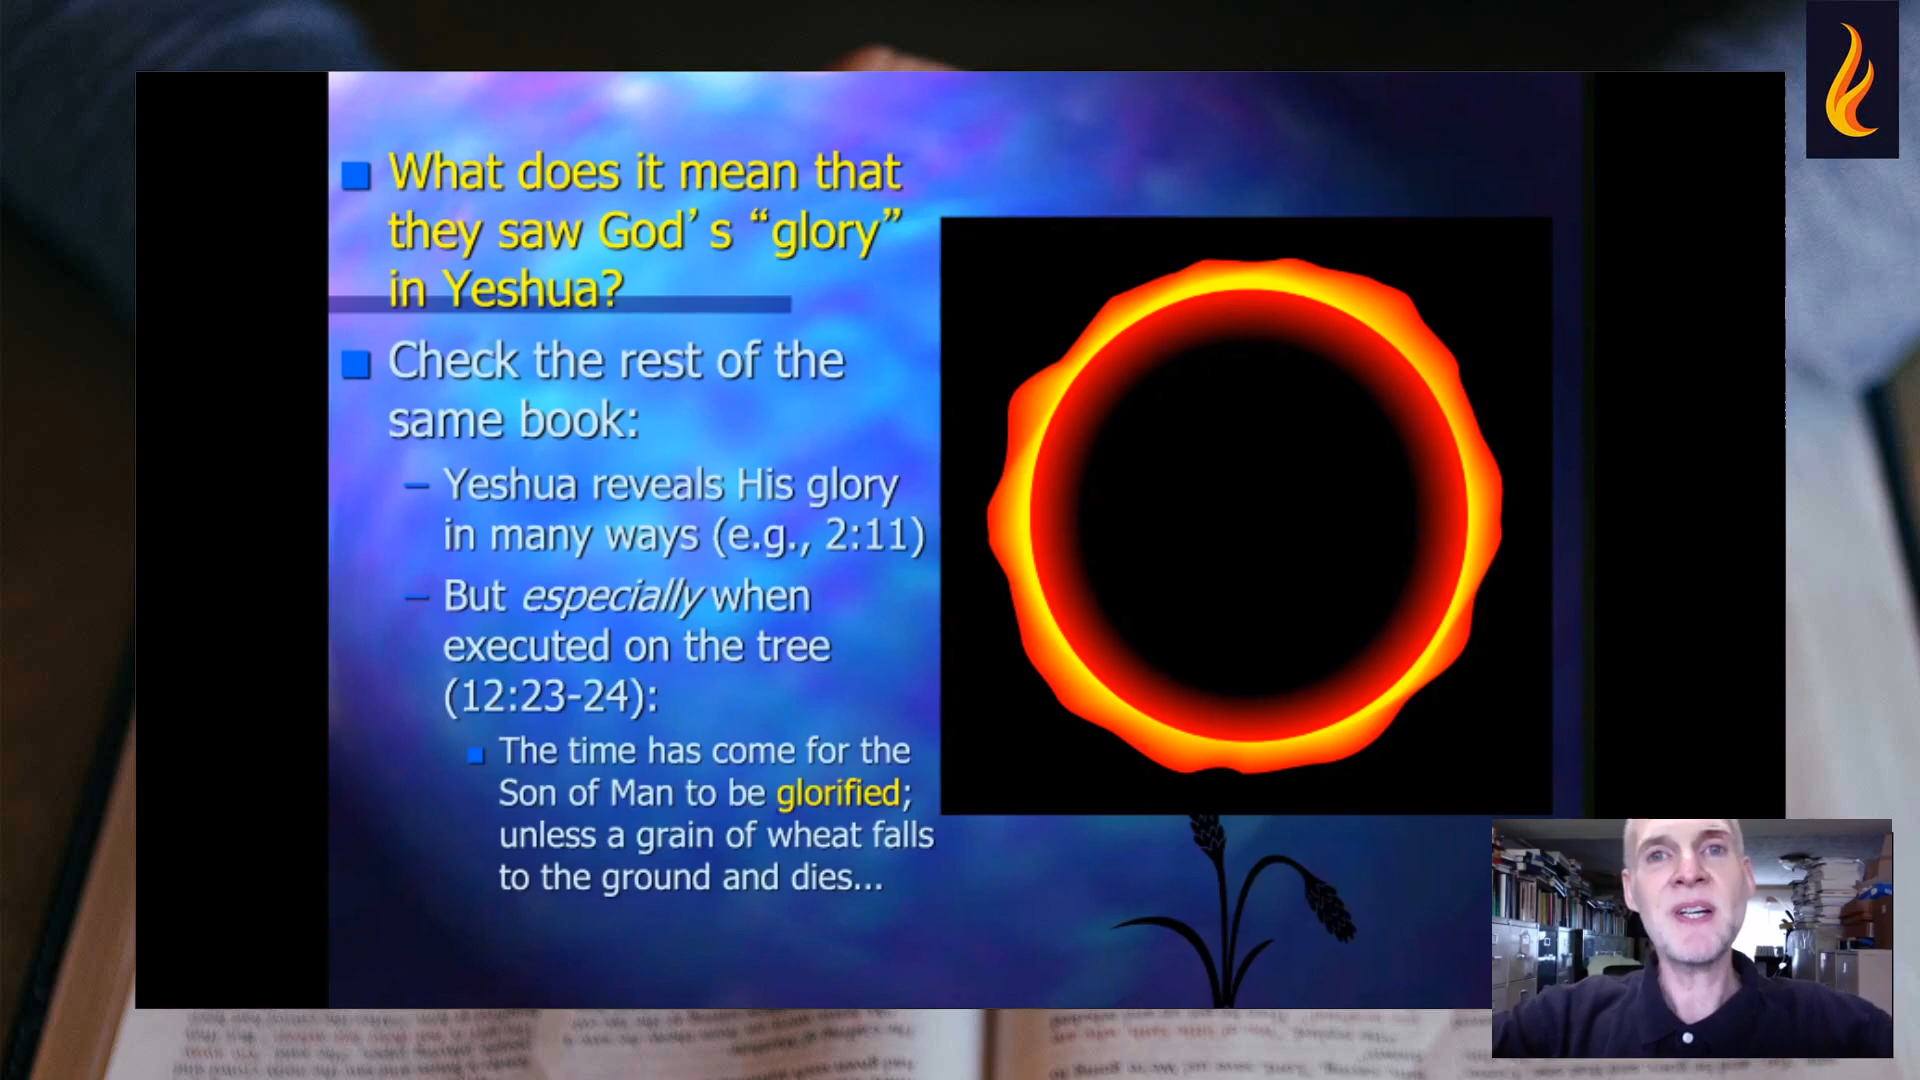 What does it mean that
they saw God’s “glory”
in Yeshua?
Check the rest of the
same book:
– Yeshua reveals His glory
in many ways (e.g., 2:11)
– But especially when
executed on the tree
(12:23-24):
The time has come for the
Son of Man to be glorified;
unless a grain of wheat falls
to the ground and dies...